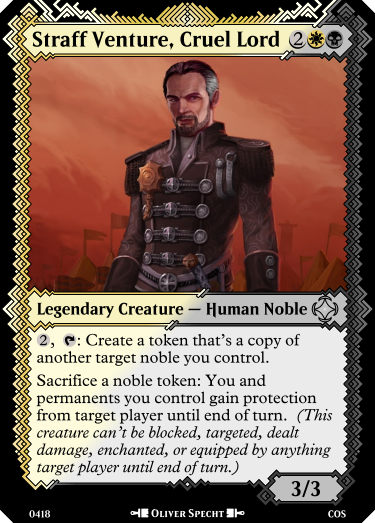 Straff Venture, Cruel Lord 2
Legendary Creature — Human Noble
2, : Create a token that's a copy of
another target noble you control.
Sacrifice a noble token: You and
permanents you control gain protection
from target player until end of turn. (This
creature can't be blocked, targeted, dealt
damage, enchanted, or equipped by anything
target player until end of turn.)
3/3
0418 OLIVER SPECHT COS